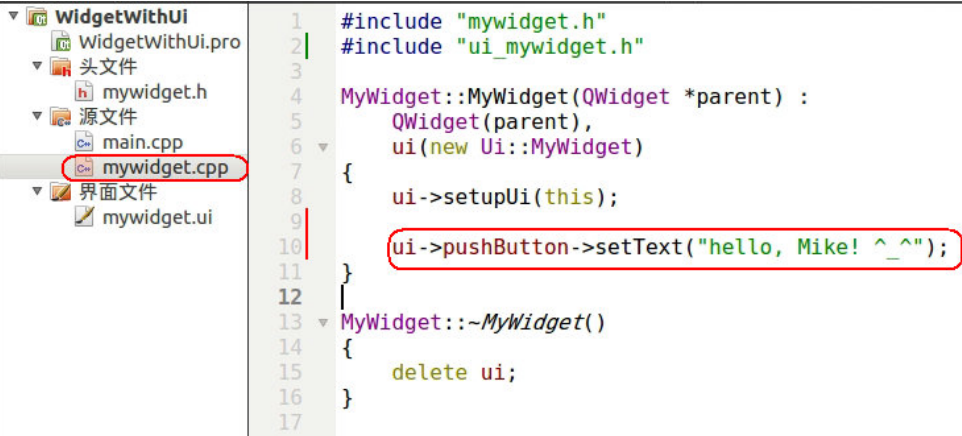 WidgetWithUi
WidgetWithUi.pro
头文件
h mywidget.h
源文件
C++ main.cpp
C++ mywidget.cpp
界面文件
mywidget.ui
1 #include "mywidget.h"
2 #include "ui_mywidget.h"
3
4 MyWidget::MyWidget(QWidget *parent) :
5     QWidget(parent),
6     ui(new Ui::MyWidget)
7 {
8     ui->setupUi(this);
9
10     ui->pushButton->setText("hello, Mike! ^_^");
11 }
12
13 MyWidget::~MyWidget()
14 {
15     delete ui;
16 }
17